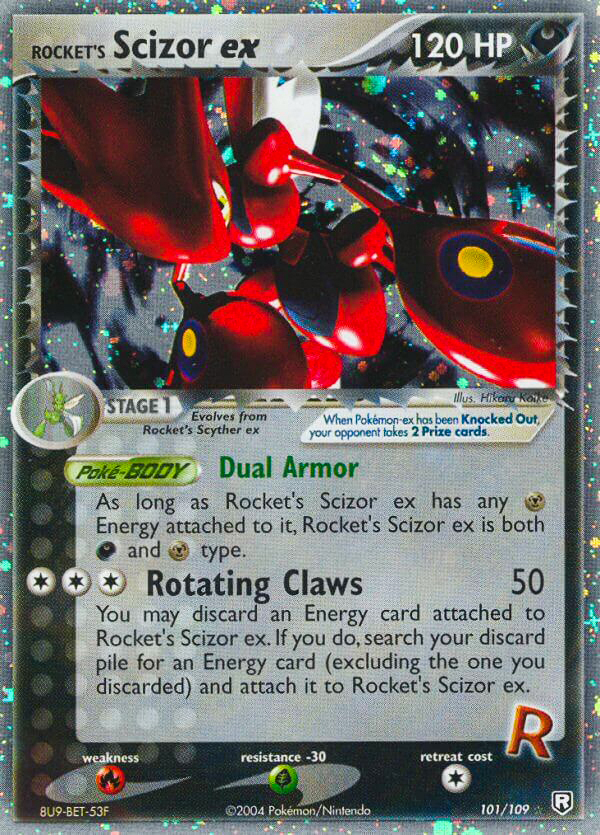 ROCKET'S Scizor ex 120 HP
Illus. Hikaru Koike
STAGE 1
Evolves from
Rocket's Scyther ex
When Pokémon-ex has been Knocked Out,
your opponent takes 2 Prize cards.
Poké-BODY Dual Armor
As long as Rocket's Scizor ex has any
Energy attached to it, Rocket's Scizor ex is both
and type.
Rotating Claws 50
You may discard an Energy card attached to
Rocket's Scizor ex. If you do, search your discard
pile for an Energy card (excluding the one you
discarded) and attach it to Rocket's Scizor ex.
R
weakness resistance -30 retreat cost
8U9-BET-53F ©2004 Pokémon/Nintendo 101/109 R